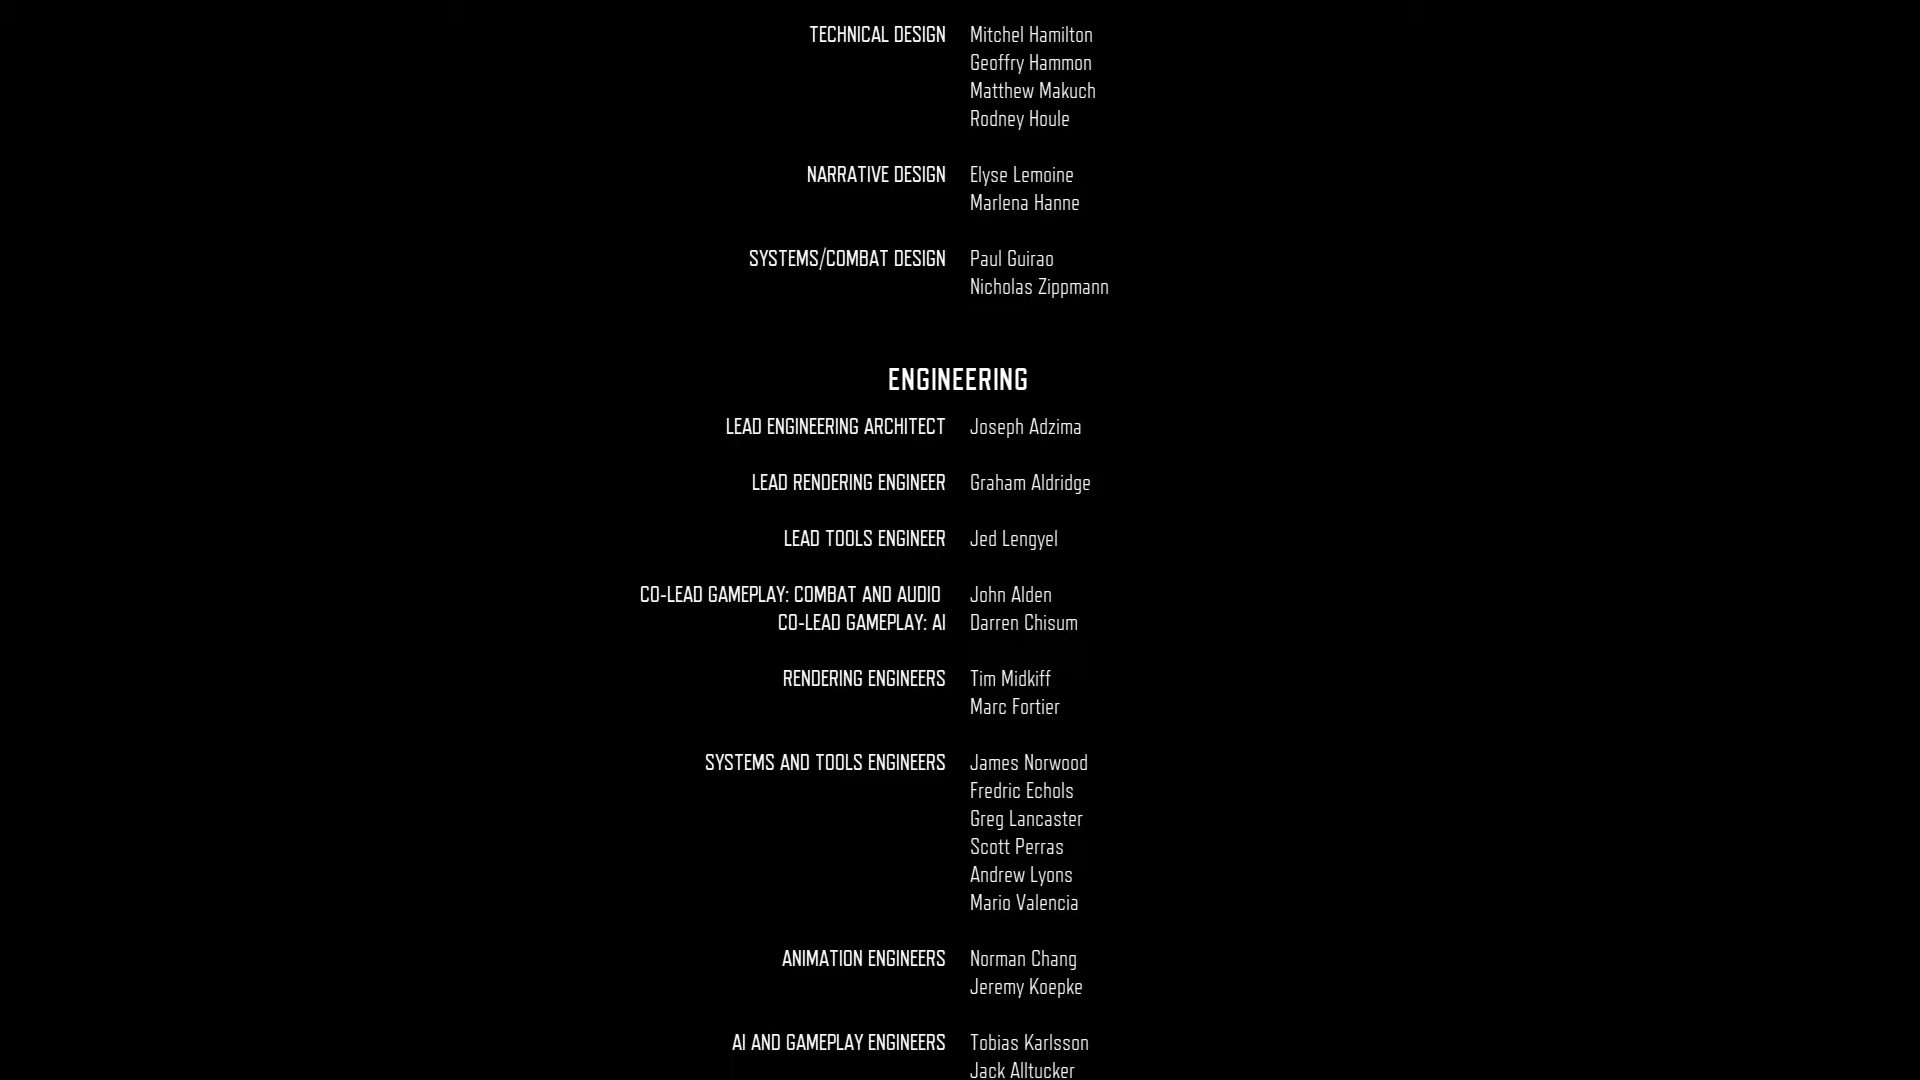 TECHNICAL DESIGN Mitchel Hamilton
Geoffry Hammon
Matthew Makuch
Rodney Houle
NARRATIVE DESIGN Elyse Lemoine
Marlena Hanne
SYSTEMS/COMBAT DESIGN Paul Guirao
Nicholas Zippmann
ENGINEERING
LEAD ENGINEERING ARCHITECT Joseph Adzima
LEAD RENDERING ENGINEER Graham Aldridge
LEAD TOOLS ENGINEER Jed Lengyel
CO-LEAD GAMEPLAY: COMBAT AND AUDIO John Alden
CO-LEAD GAMEPLAY: AI Darren Chisum
RENDERING ENGINEERS Tim Midkiff
Marc Fortier
SYSTEMS AND TOOLS ENGINEERS James Norwood
Fredric Echols
Greg Lancaster
Scott Perras
Andrew Lyons
Mario Valencia
ANIMATION ENGINEERS Norman Chang
Jeremy Koepke
AI AND GAMEPLAY ENGINEERS Tobias Karlsson
Jack Alltucker